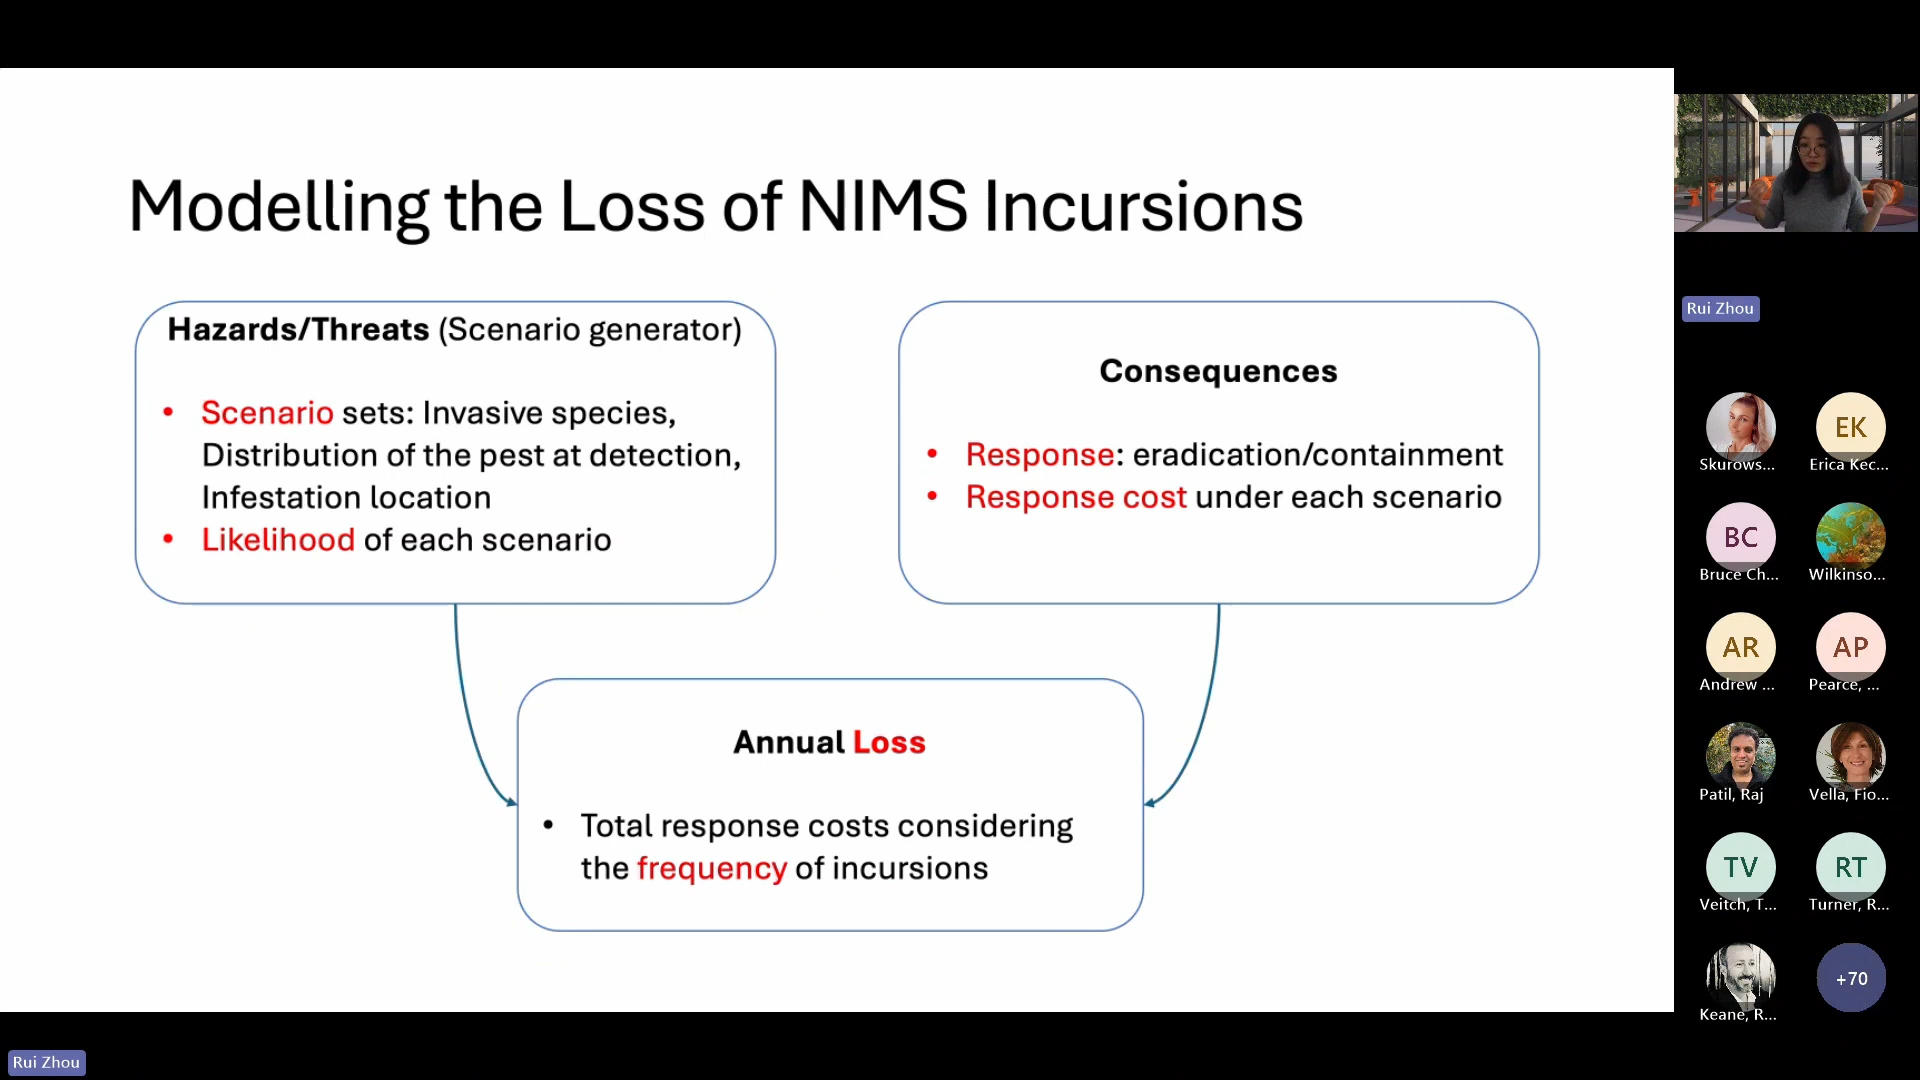 Modelling the Loss of NIMS Incursions
Hazards/Threats (Scenario generator)
• Scenario sets: Invasive species,
Distribution of the pest at detection,
Infestation location
• Likelihood of each scenario
Consequences
• Response: eradication/containment
• Response cost under each scenario
Annual Loss
• Total response costs considering
the frequency of incursions
Rui Zhou
Skurows...
EK
Erica Kec...
BC
Bruce Ch...
Wilkinso...
AR
Andrew ...
AP
Pearce, ...
Patil, Raj
Vella, Fio...
TV
Veitch, T...
RT
Turner, R...
Keane, R...
+70
Rui Zhou